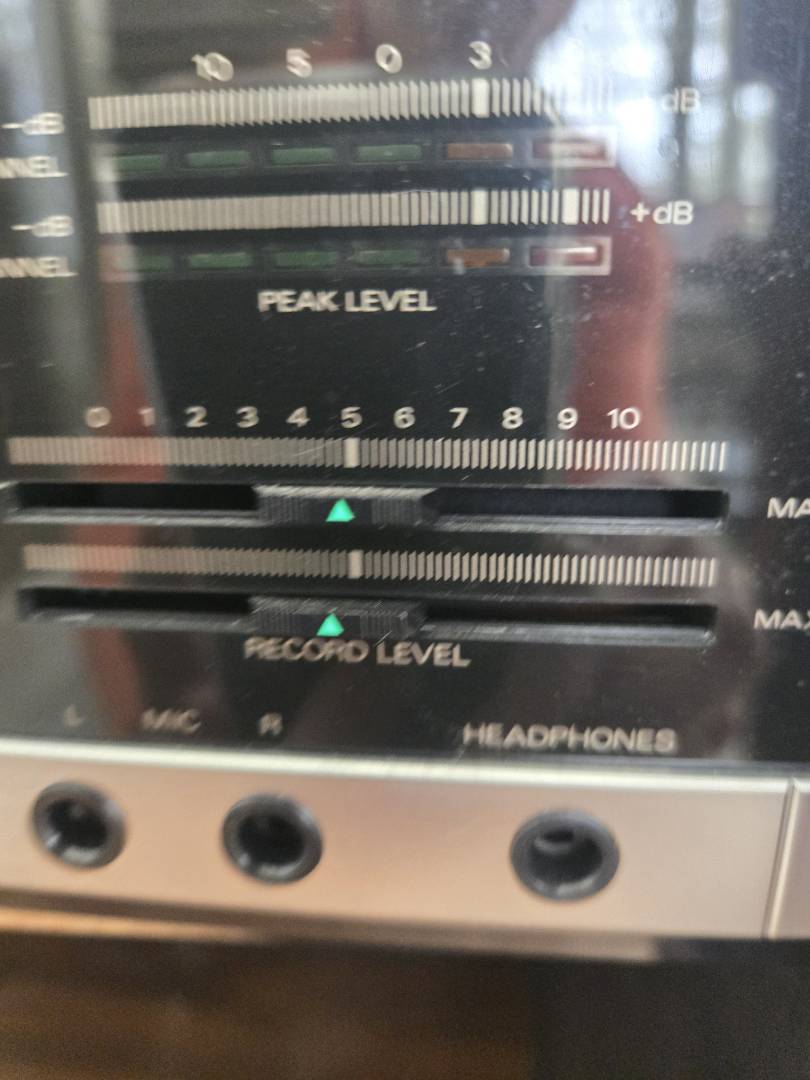 10 5 0 3
-dB
dB
NNEL
-dB
+dB
NNEL
PEAK LEVEL
0 1 2 3 4 5 6 7 8 9 10
MA
MAX
RECORD LEVEL
L MIC R
HEADPHONES